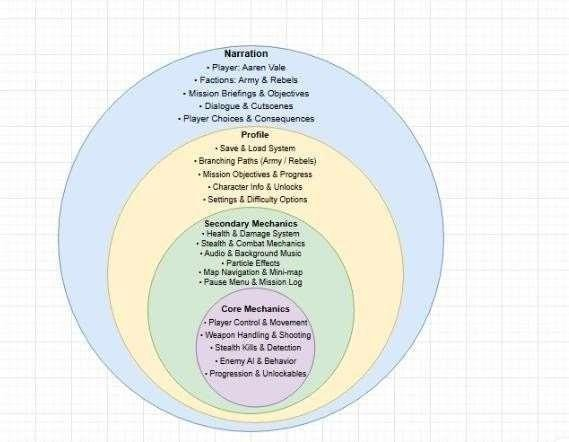 Narration
• Player: Aaren Vale
• Factions: Army & Rebels
• Mission Briefings & Objectives
• Dialogue & Cutscenes
• Player Choices & Consequences
Profile
• Save & Load System
• Branching Paths (Army / Rebels)
• Mission Objectives & Progress
• Character Info & Unlocks
• Settings & Difficulty Options
Secondary Mechanics
• Health & Damage System
• Stealth & Combat Mechanics
• Audio & Background Music
• Particle Effects
• Map Navigation & Mini-map
• Pause Menu & Mission Log
Core Mechanics
• Player Control & Movement
• Weapon Handling & Shooting
• Stealth Kills & Detection
• Enemy AI & Behavior
• Progression & Unlockables